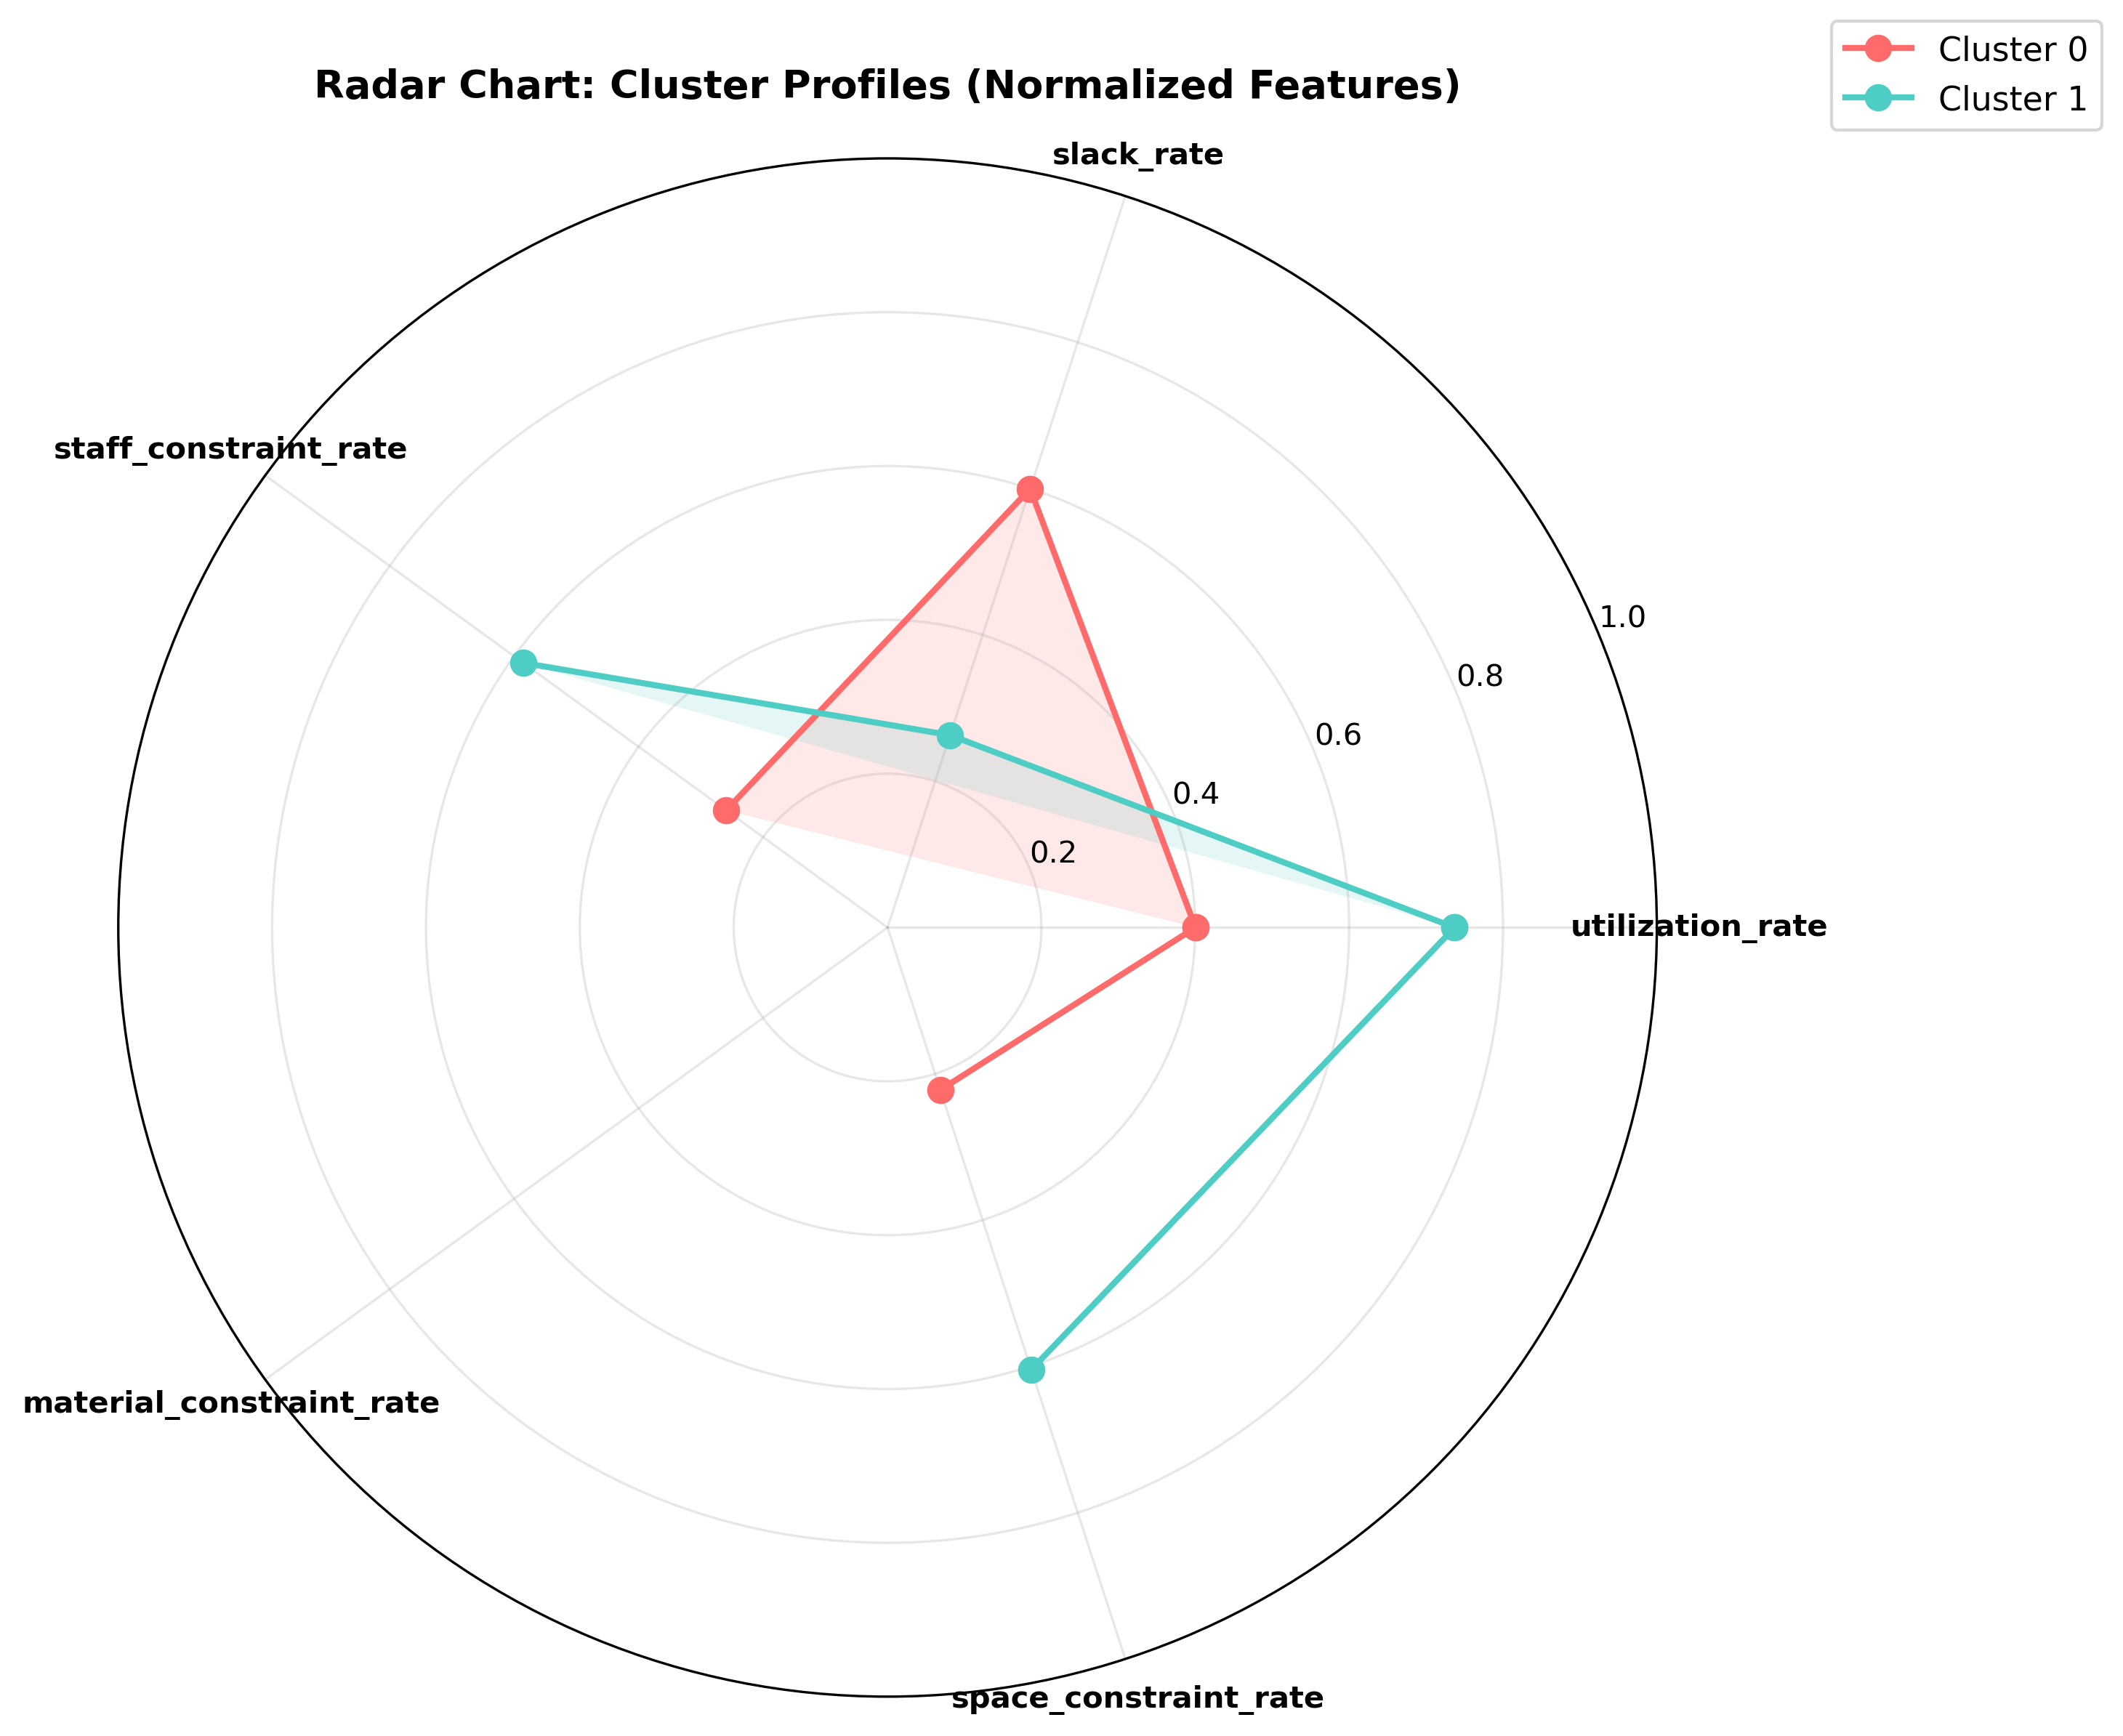 Cluster 0
Cluster 1
Radar Chart: Cluster Profiles (Normalized Features)
slack_rate
staff_constraint_rate
1.0
0.8
0.6
0.4
0.2
utilization_rate
material_constraint_rate
space_constraint_rate